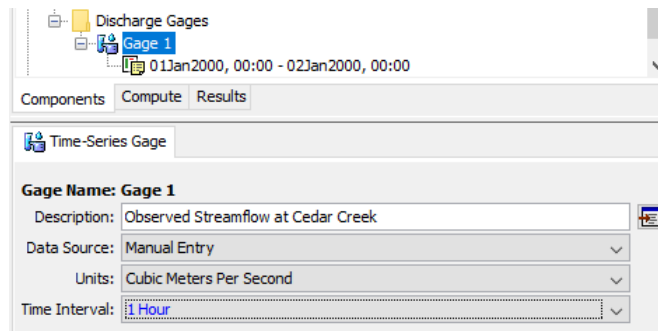 Discharge Gages
Gage 1
01Jan2000, 00:00 - 02Jan2000, 00:00
Components Compute Results
Time-Series Gage
Gage Name: Gage 1
Description: Observed Streamflow at Cedar Creek
Data Source: Manual Entry
Units: Cubic Meters Per Second
Time Interval: 1 Hour